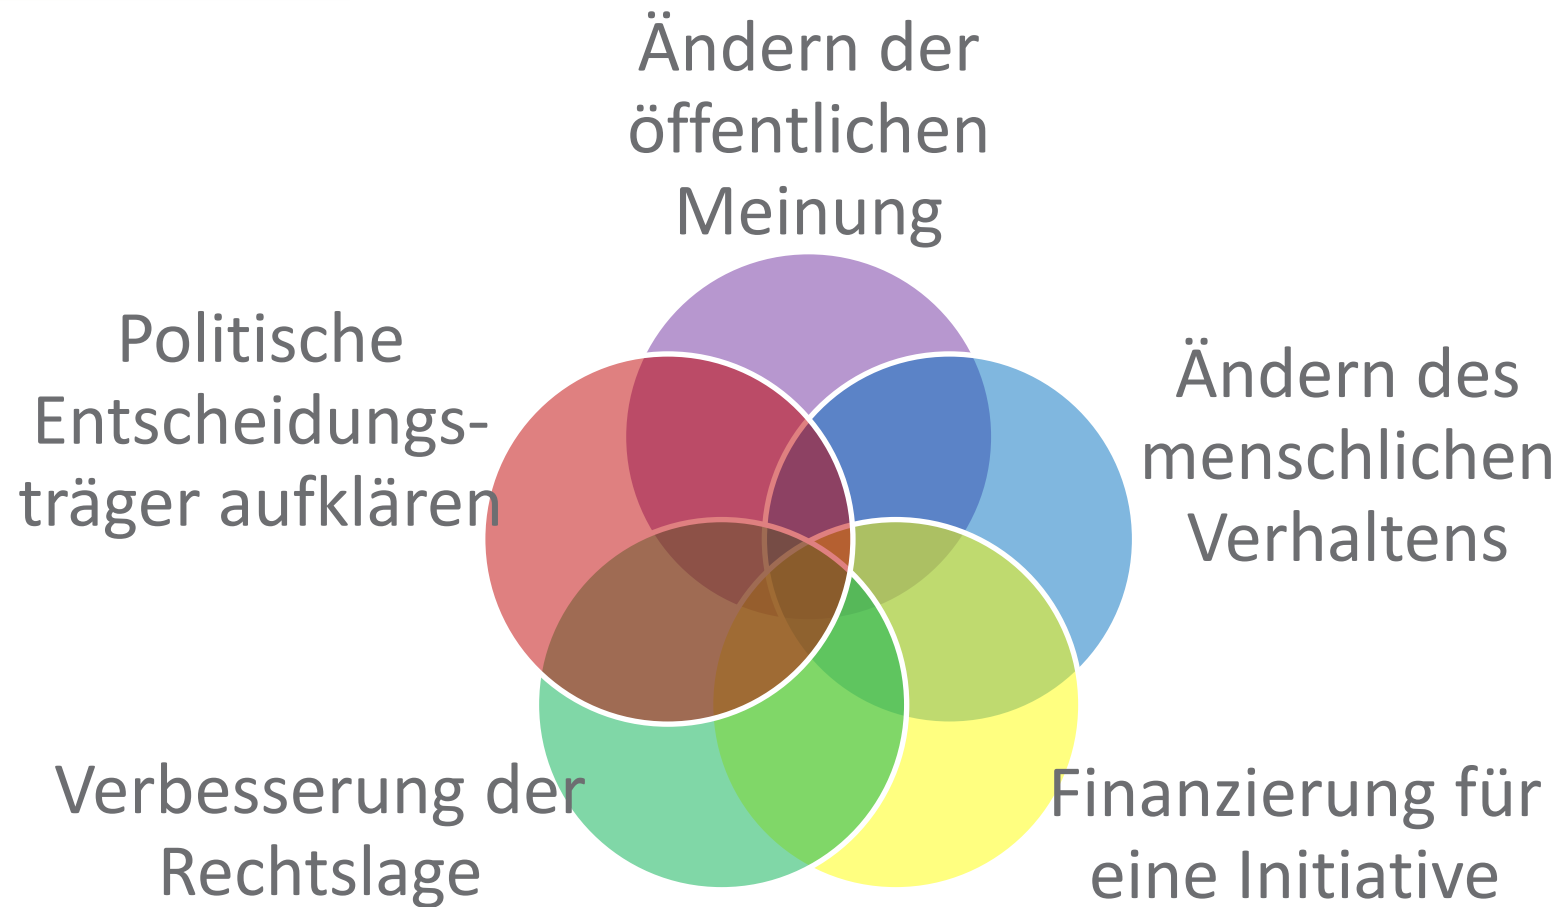 Ändern der
öffentlichen
Meinung
Politische
Entscheidungs-
träger aufklären
Ändern des
menschlichen
Verhaltens
Verbesserung der
Rechtslage
Finanzierung für
eine Initiative